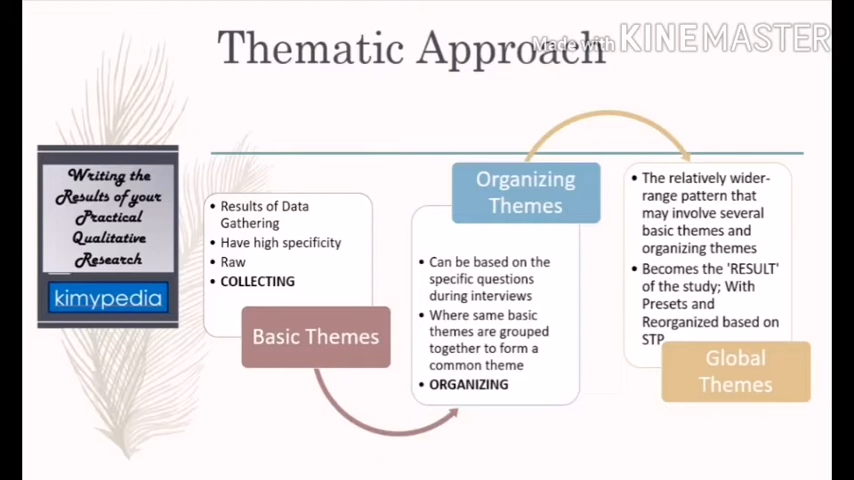 Thematic Approach
Made with KINEMASTER
Writing the
Results of your
Practical
Qualitative
Research
kimypedia
• Results of Data
Gathering
• Have high specificity
• Raw
• COLLECTING
Basic Themes
Organizing
Themes
• Can be based on the
specific questions
during interviews
• Where same basic
themes are grouped
together to form a
common theme
• ORGANIZING
• The relatively wider-
range pattern that
may involve several
basic themes and
organizing themes
• Becomes the 'RESULT'
of the study; With
Presets and
Reorganized based on
STP
Global
Themes